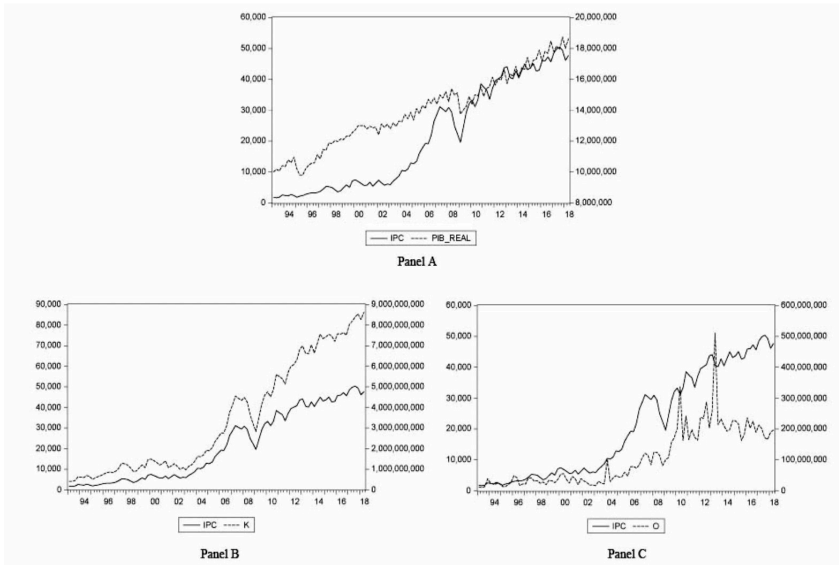 60,000 20,000,000
50,000 18,000,000
40,000 16,000,000
30,000 14,000,000
20,000 12,000,000
10,000 10,000,000
0 8,000,000
94 96 98 00 02 04 06 08 10 12 14 16 18
IPC PIB_REAL
Panel A
90,000 9,000,000,000
80,000 8,000,000,000
70,000 7,000,000,000
60,000 6,000,000,000
50,000 5,000,000,000
40,000 4,000,000,000
30,000 3,000,000,000
20,000 2,000,000,000
10,000 1,000,000,000
0 0
94 96 98 00 02 04 06 08 10 12 14 16 18
IPC K
Panel B
60,000 600,000,000
50,000 500,000,000
40,000 400,000,000
30,000 300,000,000
20,000 200,000,000
10,000 100,000,000
0 0
94 96 98 00 02 04 06 08 10 12 14 16 18
IPC O
Panel C